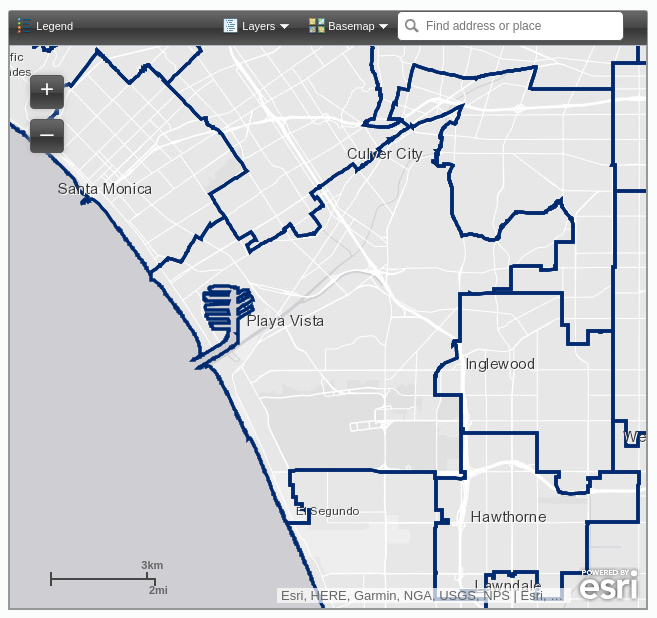 Legend
Layers
Basemap
Find address or place
fic
des
+
–
Culver City
Santa Monica
Playa Vista
Inglewood
We
El Segundo
Hawthorne
Lawndale
3km
2mi
POWERED BY
esri
Esri, HERE, Garmin, NGA, USGS, NPS | Esri, ...